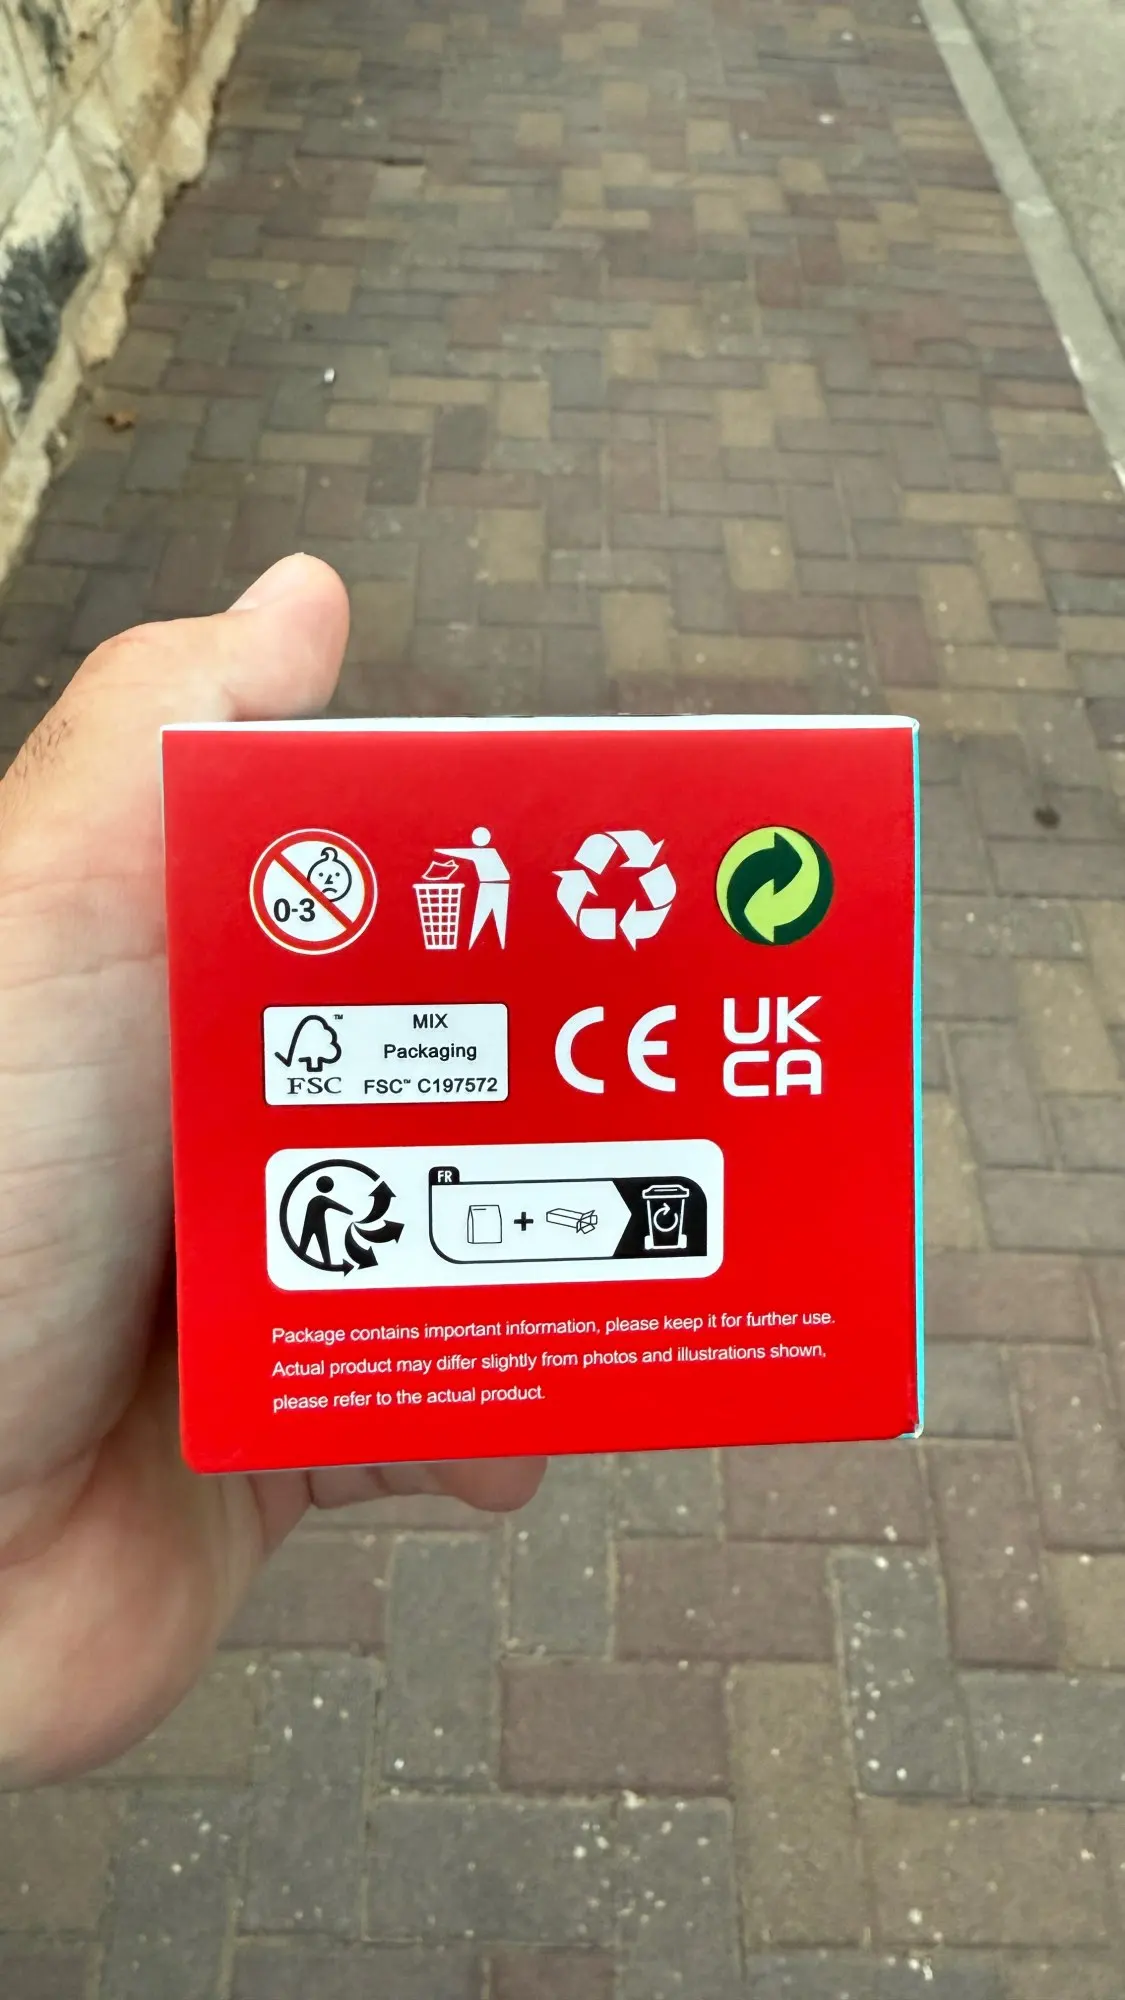 0-3
FSC™
MIX
Packaging
FSC™ C197572
CE
UK
CA
FR
Package contains important information, please keep it for further use.
Actual product may differ slightly from photos and illustrations shown,
please refer to the actual product.